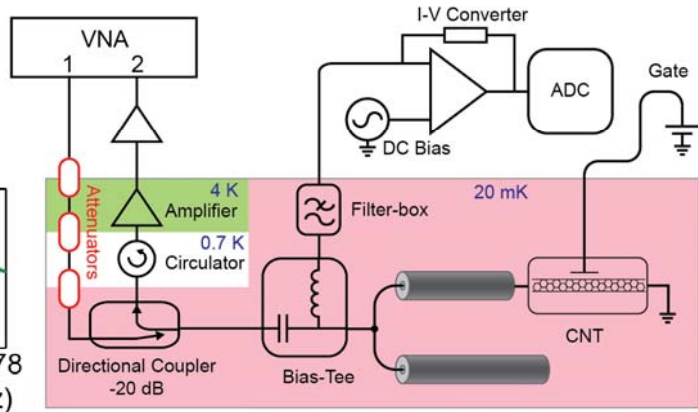 I-V Converter
VNA
1 2
ADC
Gate
DC Bias
Attenuators
4 K
Amplifier
20 mK
Filter-box
0.7 K
Circulator
CNT
Directional Coupler
-20 dB
Bias-Tee
78
z)